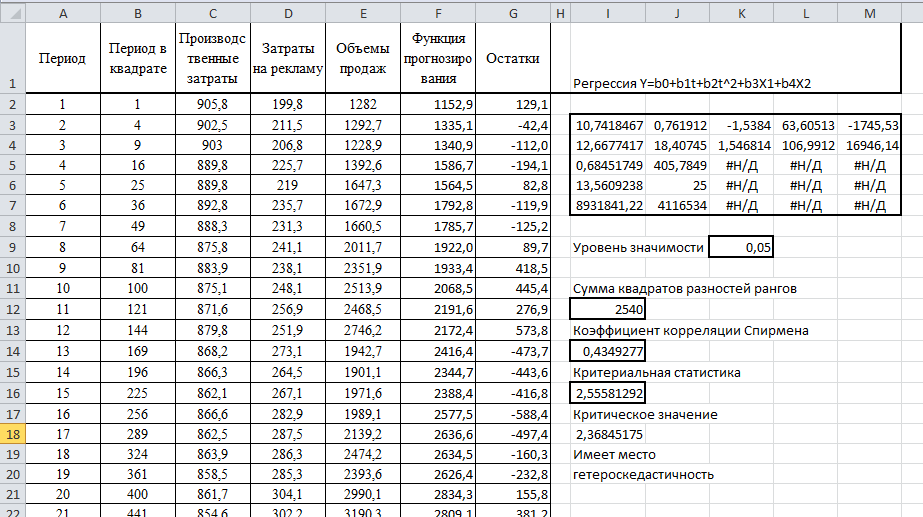 A B C D E F G H I J K L M
1 Период Период в квадрате Производс твенные затраты Затраты на рекламу Объемы продаж Функция прогнозиро вания Остатки Регрессия Y=b0+b1t+b2t^2+b3X1+b4X2
2 1 1 905,8 199,8 1282 1152,9 129,1
3 2 4 902,5 211,5 1292,7 1335,1 -42,4 10,7418467 0,761912 -1,5384 63,60513 -1745,53
4 3 9 903 206,8 1228,9 1340,9 -112,0 12,6677417 18,40745 1,546814 106,9912 16946,14
5 4 16 889,8 225,7 1392,6 1586,7 -194,1 0,68451749 405,7849 #Н/Д #Н/Д #Н/Д
6 5 25 889,8 219 1647,3 1564,5 82,8 13,5609238 25 #Н/Д #Н/Д #Н/Д
7 6 36 892,8 235,7 1672,9 1792,8 -119,9 8931841,22 4116534 #Н/Д #Н/Д #Н/Д
8 7 49 888,3 231,3 1660,5 1785,7 -125,2
9 8 64 875,8 241,1 2011,7 1922,0 89,7 Уровень значимости 0,05
10 9 81 883,9 238,1 2351,9 1933,4 418,5
11 10 100 875,1 248,1 2513,9 2068,5 445,4 Сумма квадратов разностей рангов
12 11 121 871,6 256,9 2468,5 2191,6 276,9 2540
13 12 144 879,8 251,9 2746,2 2172,4 573,8 Коэффициент корреляции Спирмена
14 13 169 868,2 273,1 1942,7 2416,4 -473,7 0,4349277
15 14 196 866,3 264,5 1901,1 2344,7 -443,6 Критериальная статистика
16 15 225 862,1 267,1 1971,6 2388,4 -416,8 2,55581292
17 16 256 866,6 282,9 1989,1 2577,5 -588,4 Критическое значение
18 17 289 862,5 287,5 2139,2 2636,6 -497,4 2,36845175
19 18 324 863,9 286,3 2474,2 2634,5 -160,3 Имеет место
20 19 361 858,5 285,3 2393,6 2626,4 -232,8 гетероскедастичность
21 20 400 861,7 304,1 2990,1 2834,3 155,8
22 21 441 854,6 302,2 3190,3 2809,1 381,2